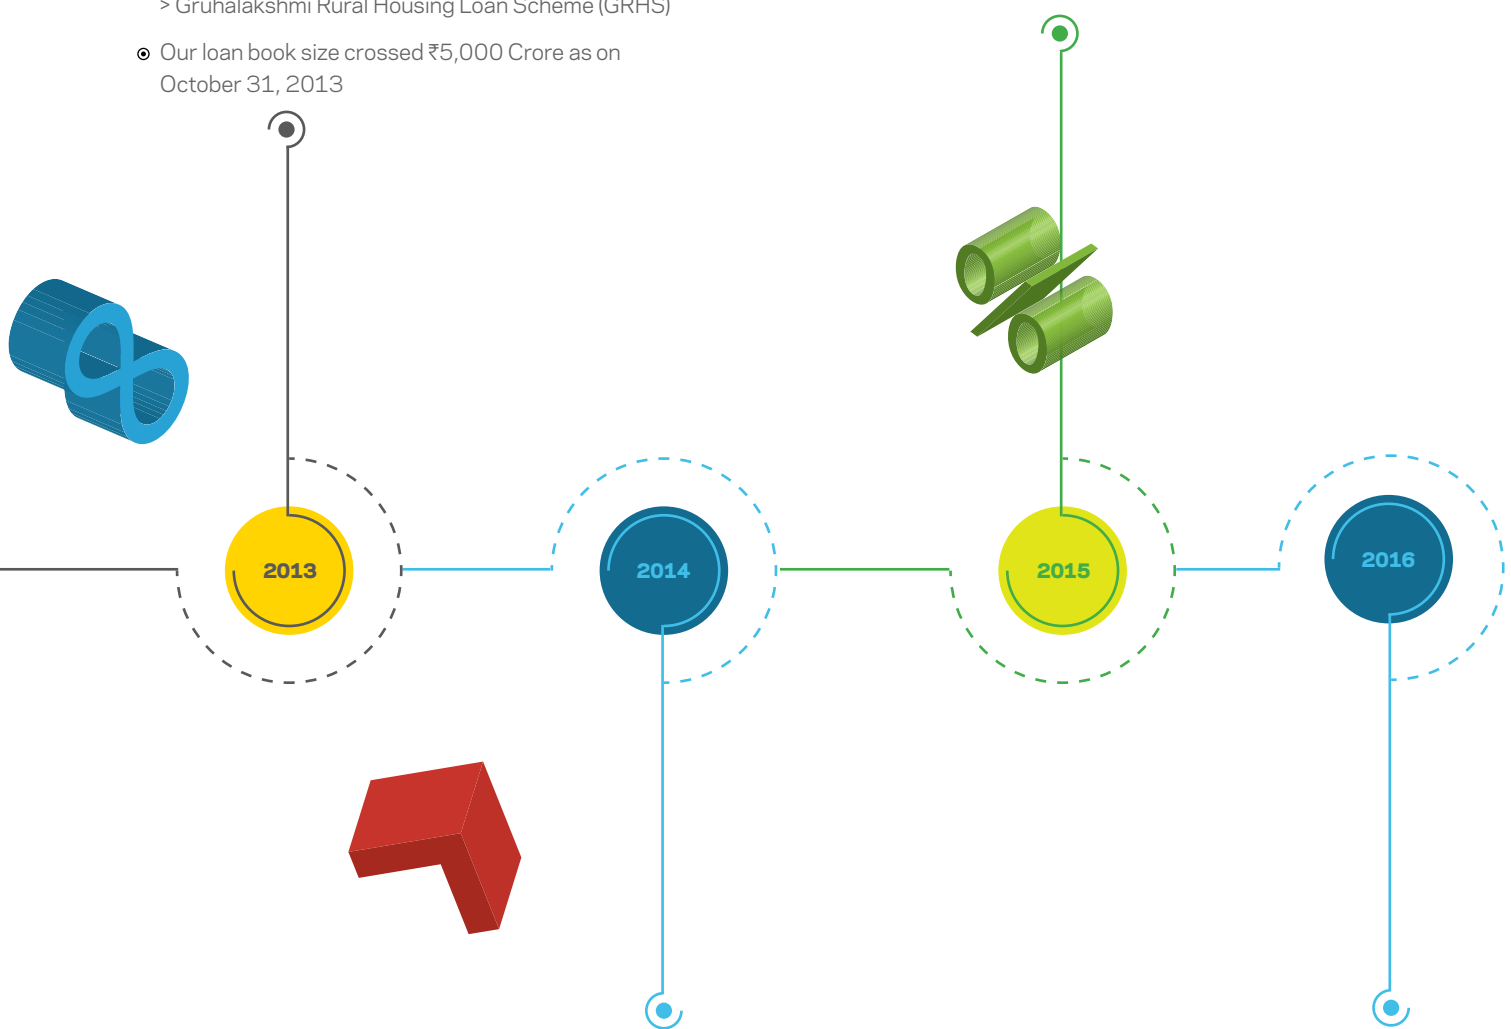 > Gruhalakshmi Rural Housing Loan Scheme (GRHS)
Our loan book size crossed ₹5,000 Crore as on
October 31, 2013
2013
2014
2015
2016